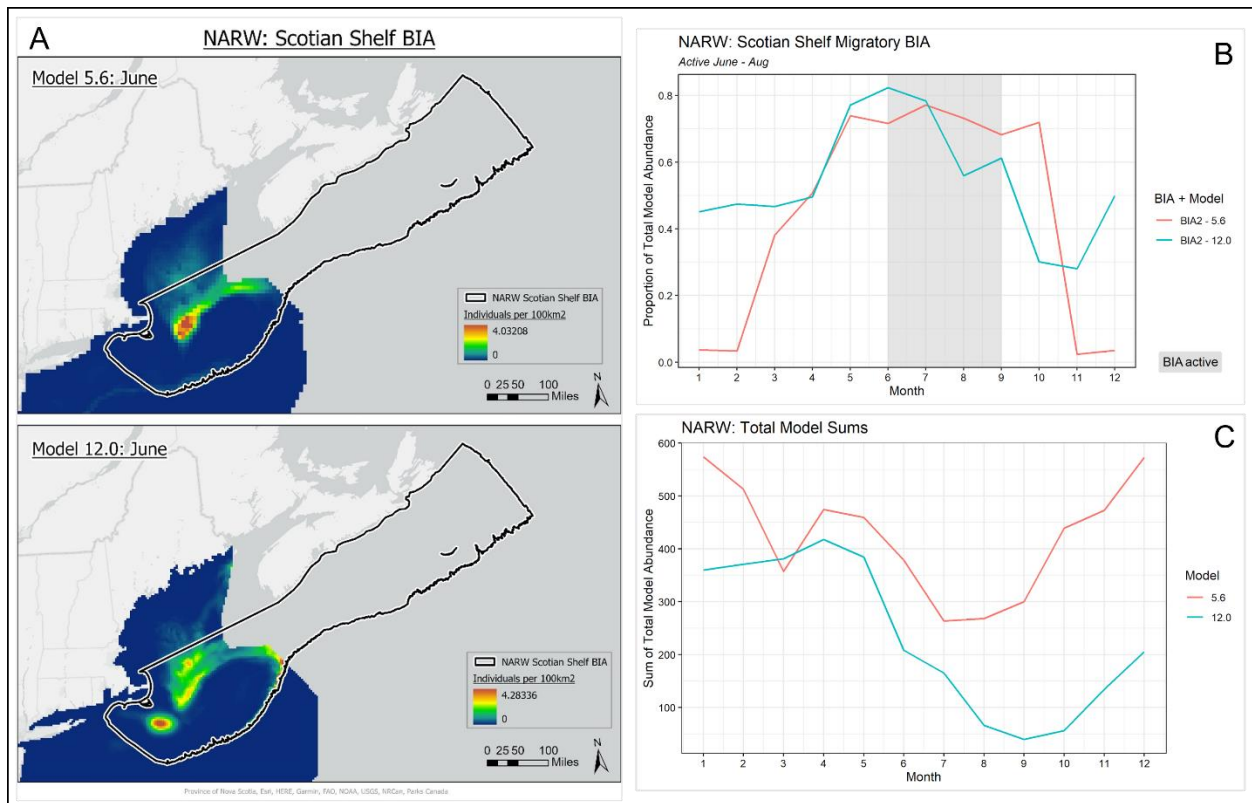 A
NARW: Scotian Shelf BIA
Model 5.6: June
NARW Scotian Shelf BIA
Individuals per 100km2
4.03208
0
0 25 50 100
Miles
N
Model 12.0: June
NARW Scotian Shelf BIA
Individuals per 100km2
4.28336
0
0 25 50 100
Miles
N
Province of Nova Scotia, Esri, HERE, Garmin, FAO, NOAA, USGS, NRCan, Parks Canada
NARW: Scotian Shelf Migratory BIA
B
Active June - Aug
Proportion of Total Model Abundance
0.8
0.6
0.4
0.2
0.0
1 2 3 4 5 6 7 8 9 10 11 12
Month
BIA + Model
BIA2 - 5.6
BIA2 - 12.0
BIA active
NARW: Total Model Sums
C
Sum of Total Model Abundance
600
500
400
300
200
100
1 2 3 4 5 6 7 8 9 10 11 12
Month
Model
5.6
12.0